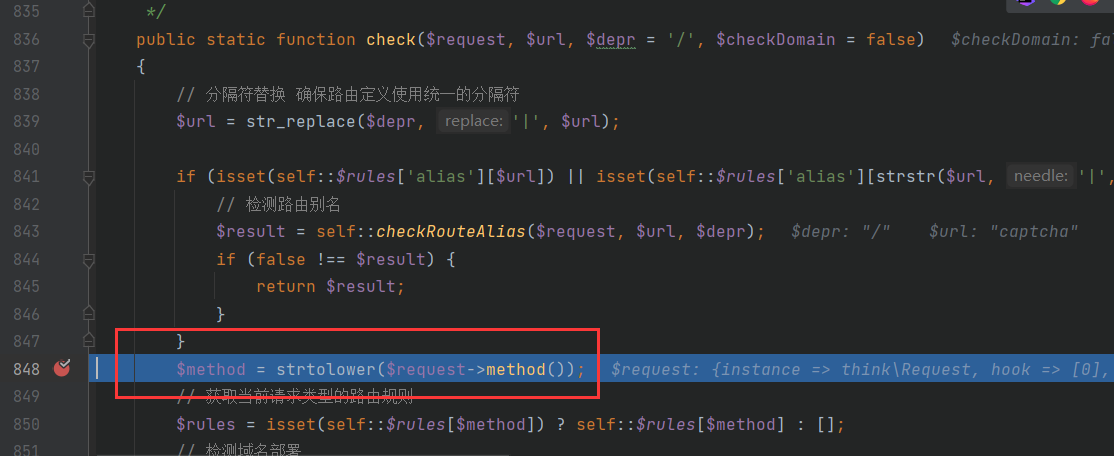 835 */
836 public static function check($request, $url, $depr = '/', $checkDomain = false) $checkDomain: fal
837 {
838 // 分隔符替换 确保路由定义使用统一的分隔符
839 $url = str_replace($depr, replace: '|', $url);
840
841 if (isset(self::$rules['alias'][$url]) || isset(self::$rules['alias'][strstr($url, needle: '|',
842 // 检测路由别名
843 $result = self::checkRouteAlias($request, $url, $depr); $depr: "/" $url: "captcha"
844 if (false !== $result) {
845 return $result;
846 }
847 }
848 $method = strtolower($request->method()); $request: {instance => think\Request, hook => [0],
849 // 获取当前请求类型的路由规则
850 $rules = isset(self::$rules[$method]) ? self::$rules[$method] : [];
851 // 检测域名部署